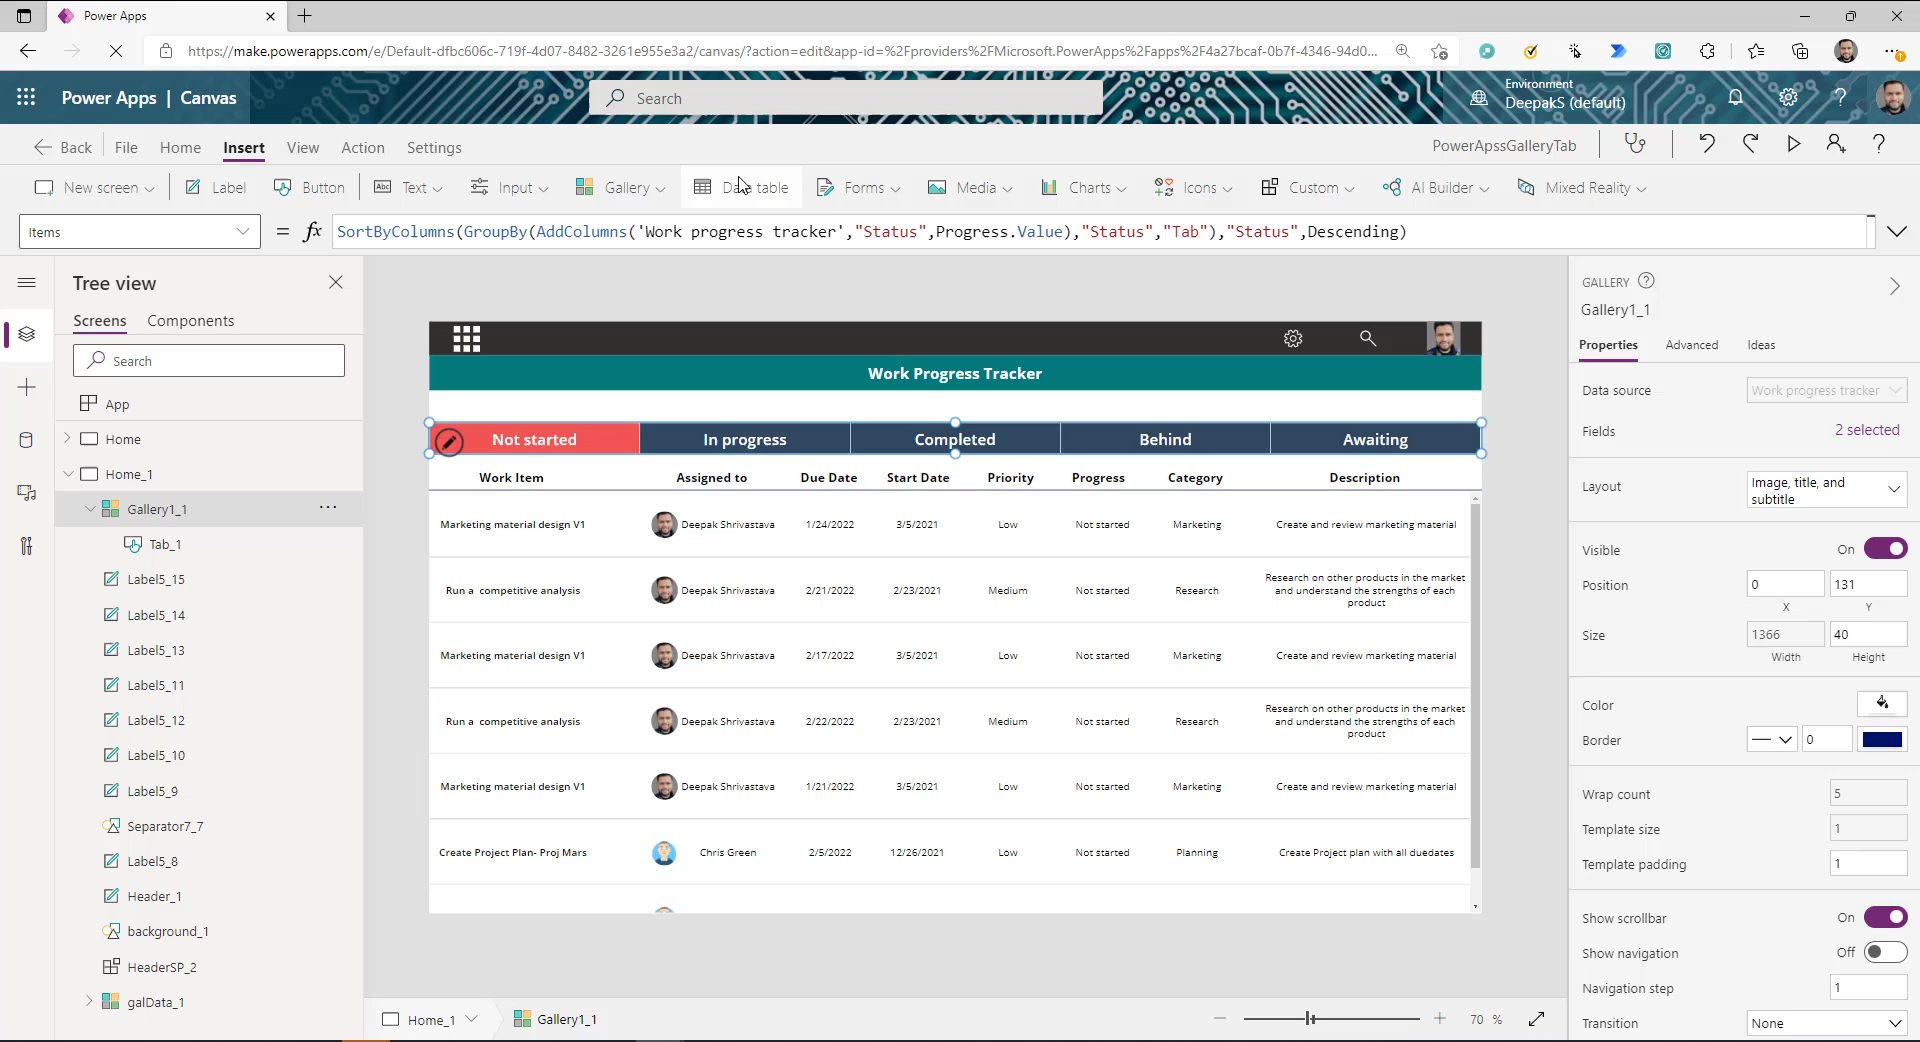 Power Apps
https://make.powerapps.com/e/Default-dfbc606c-719f-4d07-8482-3261e955e3a2/canvas/?action=edit&app-id=%2Fproviders%2FMicrosoft.PowerApps%2Fapps%2F4a27bcaf-0b7f-4346-94d0...
Power Apps | Canvas
Search
Environment
DeepakS (default)
Back File Home Insert View Action Settings
PowerApssGalleryTab
New screen Label Button Text Input Gallery Data table Forms Media Charts Icons Custom AI Builder Mixed Reality
Items = fx SortByColumns(GroupBy(AddColumns('Work progress tracker',"Status",Progress.Value),"Status","Tab"),"Status",Descending)
Tree view
Screens Components
Search
App
Home
Home_1
Gallery1_1
Tab_1
Label5_15
Label5_14
Label5_13
Label5_11
Label5_12
Label5_10
Label5_9
Separator7_7
Label5_8
Header_1
background_1
HeaderSP_2
galData_1
Work Progress Tracker
Not started In progress Completed Behind Awaiting
Work Item Assigned to Due Date Start Date Priority Progress Category Description
Marketing material design V1 Deepak Shrivastava 1/24/2022 3/5/2021 Low Not started Marketing Create and review marketing material
Run a competitive analysis Deepak Shrivastava 2/21/2022 2/23/2021 Medium Not started Research Research on other products in the market
and understand the strengths of each
product
Marketing material design V1 Deepak Shrivastava 2/17/2022 3/5/2021 Low Not started Marketing Create and review marketing material
Run a competitive analysis Deepak Shrivastava 2/22/2022 2/23/2021 Medium Not started Research Research on other products in the market
and understand the strengths of each
product
Marketing material design V1 Deepak Shrivastava 1/21/2022 3/5/2021 Low Not started Marketing Create and review marketing material
Create Project Plan- Proj Mars Chris Green 2/5/2022 12/26/2021 Low Not started Planning Create Project plan with all duedates
Home_1 Gallery1_1
70 %
GALLERY
Gallery1_1
Properties Advanced Ideas
Data source Work progress tracker
Fields 2 selected
Layout Image, title, and
subtitle
Visible On
Position 0 131
X Y
Size 1366 40
Width Height
Color
Border 0
Wrap count 5
Template size 1
Template padding 1
Show scrollbar On
Show navigation Off
Navigation step 1
Transition None